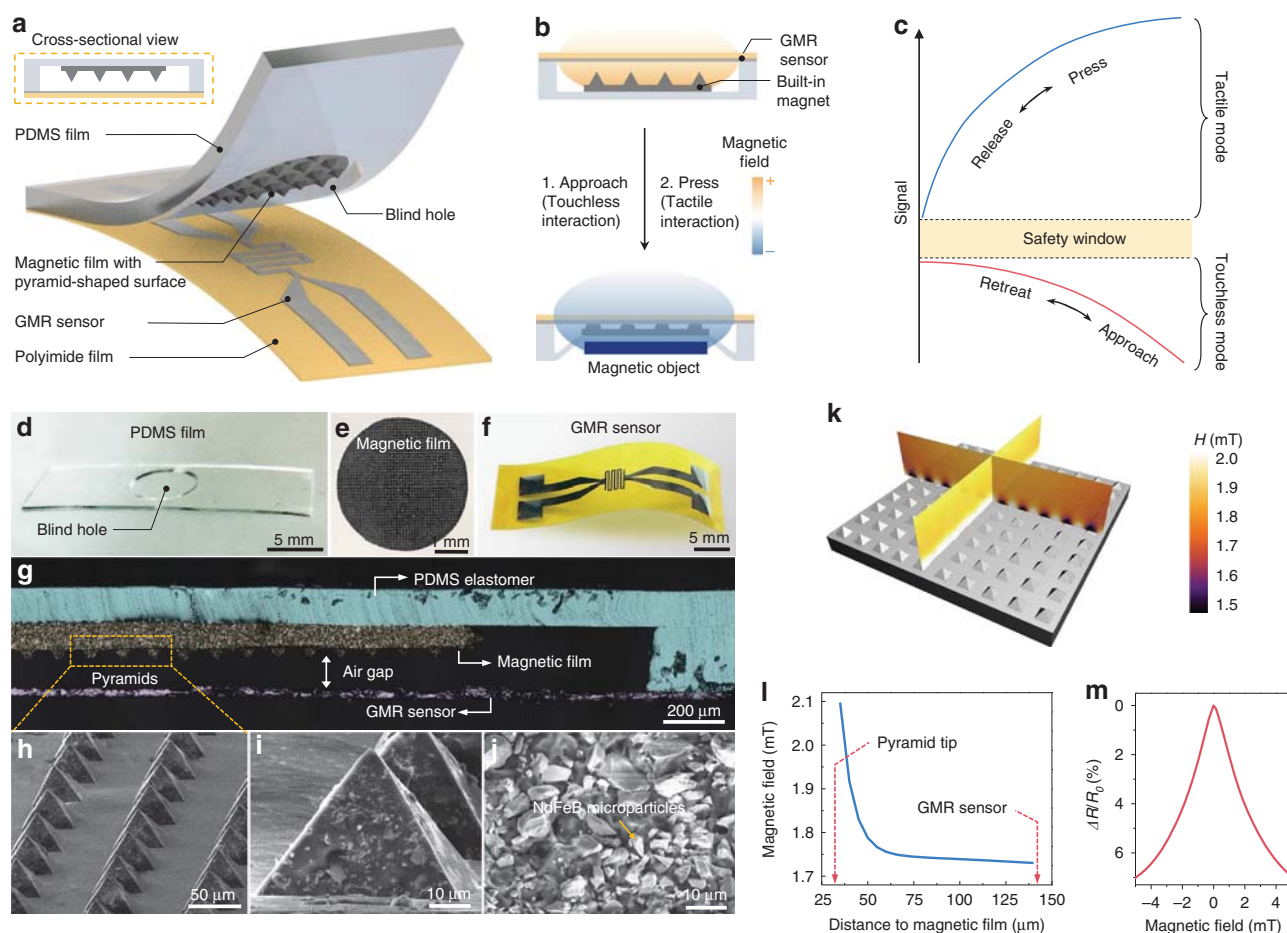 a
Cross-sectional view
PDMS film
Blind hole
Magnetic film with
pyramid-shaped surface
GMR sensor
Polyimide film
b
GMR
sensor
Built-in
magnet
Magnetic
field
+
–
1. Approach
(Touchless
interaction)
2. Press
(Tactile
interaction)
Magnetic object
c
Signal
Press
Release
Tactile mode
Safety window
Retreat
Approach
Touchless mode
d
PDMS film
Blind hole
5 mm
e
Magnetic film
1 mm
f
GMR sensor
5 mm
g
PDMS elastomer
Magnetic film
Air gap
Pyramids
GMR sensor
200 μm
h
50 μm
i
10 μm
j
NdFeB microparticles
10 μm
k
H (mT)
2.0
1.9
1.8
1.7
1.6
1.5
l
Magnetic field (mT)
2.1
2.0
1.9
1.8
1.7
Pyramid tip
GMR sensor
25 50 75 100 125 150
Distance to magnetic film (μm)
m
ΔR/R0 (%)
0
2
4
6
−4 −2 0 2 4
Magnetic field (mT)